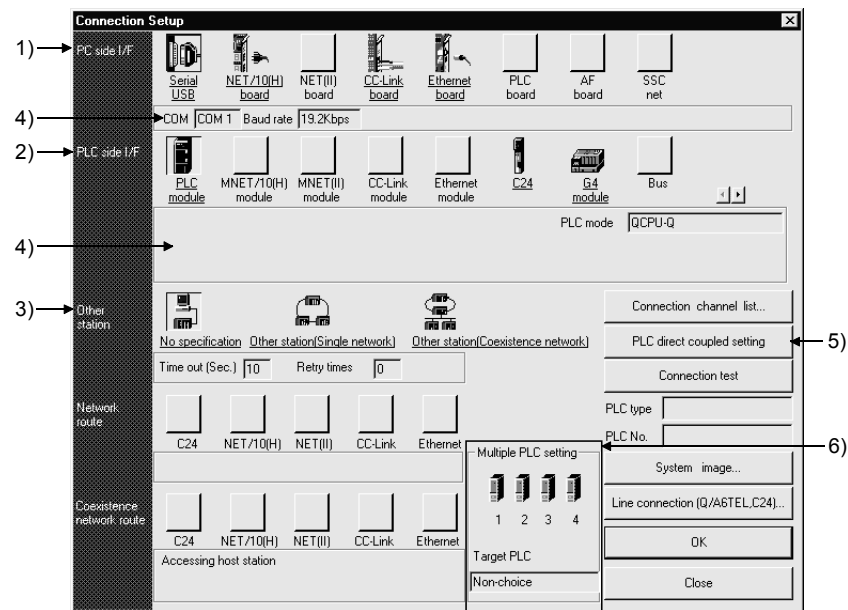 Connection Setup
1)
PC side I/F
Serial USB
NET/10(H) board
NET(II) board
CC-Link board
Ethernet board
PLC board
AF board
SSC net
4)
COM COM 1 Baud rate 19.2Kbps
2)
PLC side I/F
PLC module
MNET/10(H) module
MNET(II) module
CC-Link module
Ethernet module
C24
G4 module
Bus
PLC mode QCPU-Q
4)
3)
Other station
No specification
Other station(Single network)
Other station(Coexistence network)
Time out (Sec.) 10 Retry times 0
Connection channel list...
PLC direct coupled setting
5)
Connection test
PLC type
PLC No.
6)
System image...
Line connection (Q/A6TEL,C24)...
OK
Close
Network route
C24
NET/10(H)
NET(II)
CC-Link
Ethernet
Coexistence network route
C24
NET/10(H)
NET(II)
CC-Link
Ethernet
Accessing host station
Multiple PLC setting
1 2 3 4
Target PLC
Non-choice